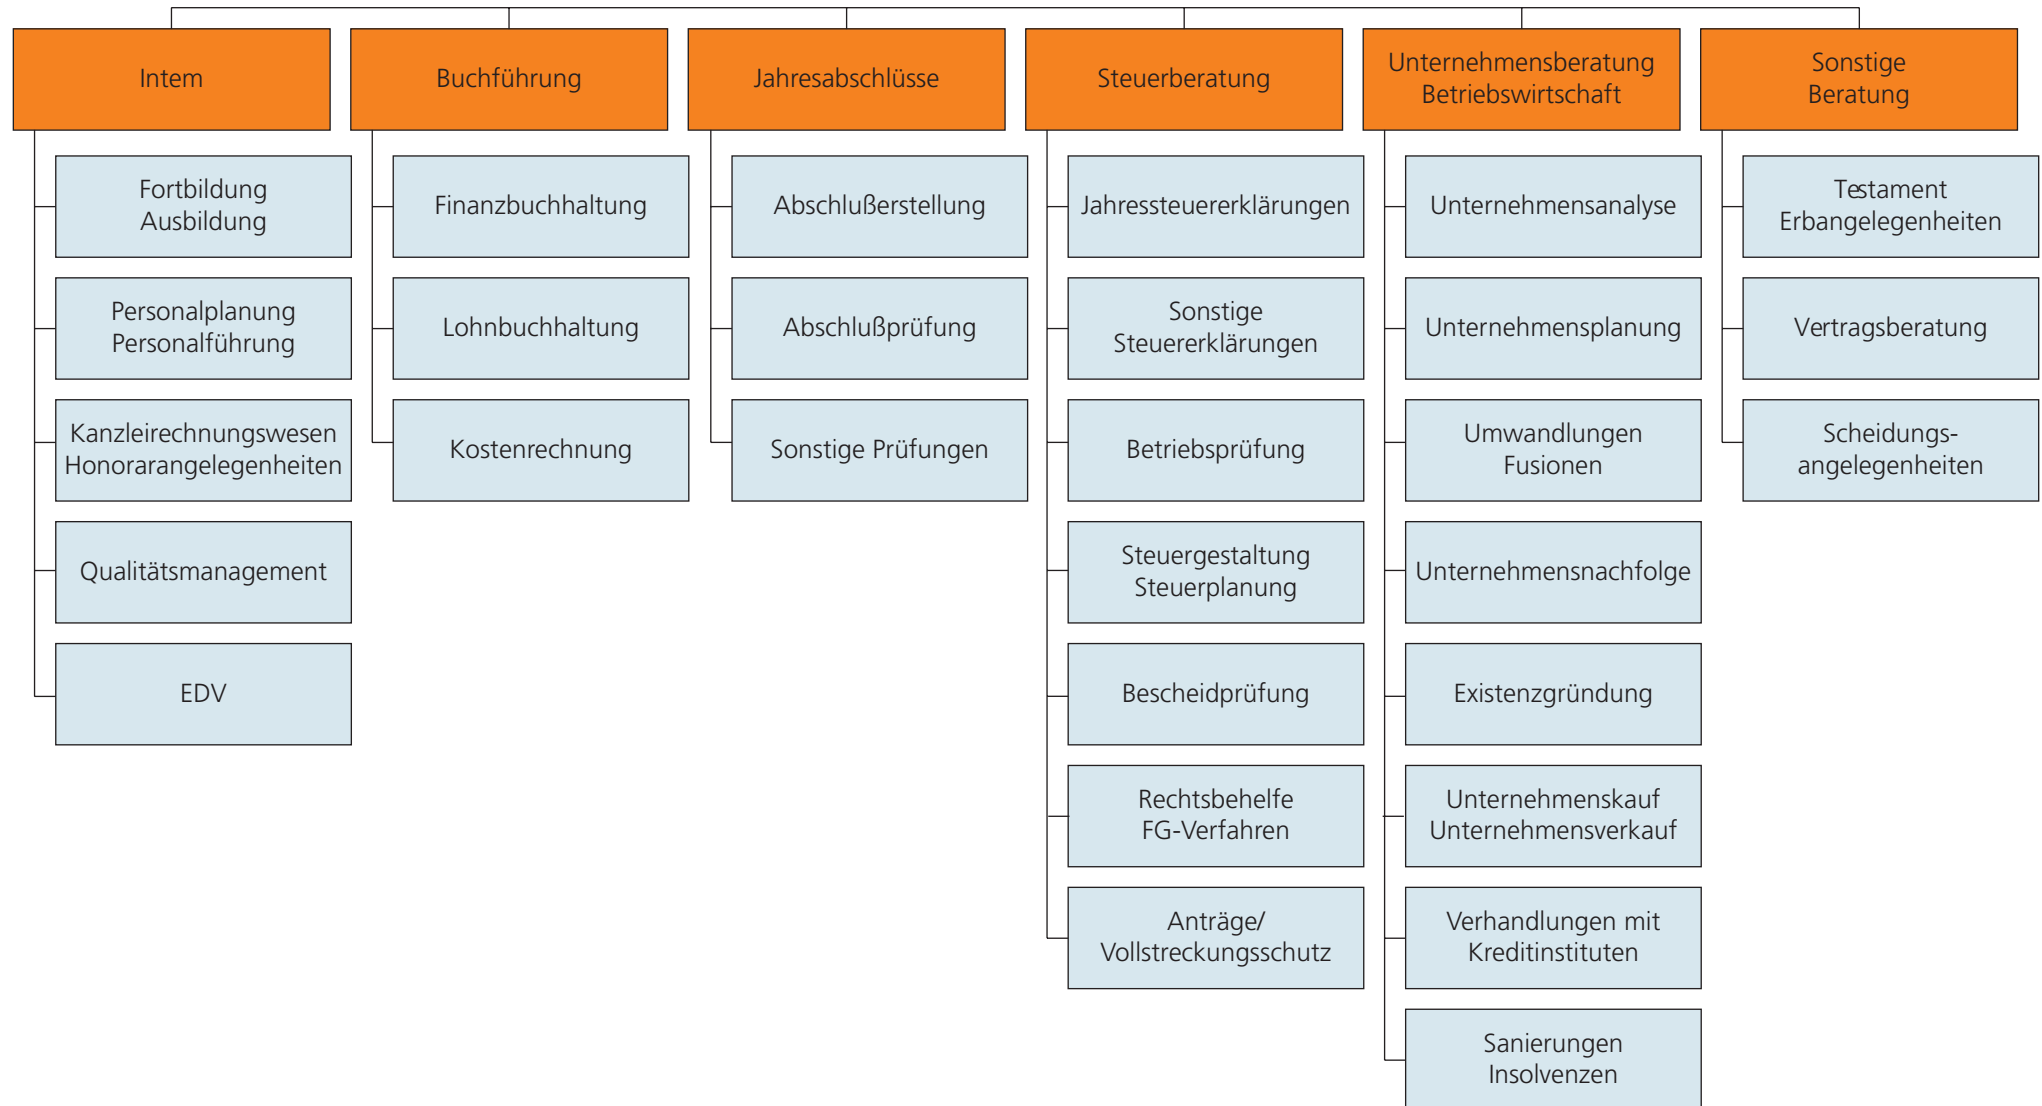 Intem
Fortbildung
Ausbildung
Personalplanung
Personalführung
Kanzleirechnungswesen
Honorarangelegenheiten
Qualitätsmanagement
EDV
Buchführung
Finanzbuchhaltung
Lohnbuchhaltung
Kostenrechnung
Jahresabschlüsse
Abschlußerstellung
Abschlußprüfung
Sonstige Prüfungen
Steuerberatung
Jahressteuererklärungen
Sonstige
Steuererklärungen
Betriebsprüfung
Steuergestaltung
Steuerplanung
Bescheidprüfung
Rechtsbehelfe
FG-Verfahren
Anträge/
Vollstreckungsschutz
Unternehmensberatung
Betriebswirtschaft
Unternehmensanalyse
Unternehmensplanung
Umwandlungen
Fusionen
Unternehmensnachfolge
Existenzgründung
Unternehmenskauf
Unternehmensverkauf
Verhandlungen mit
Kreditinstituten
Sanierungen
Insolvenzen
Sonstige
Beratung
Testament
Erbangelegenheiten
Vertragsberatung
Scheidungs-
angelegenheiten